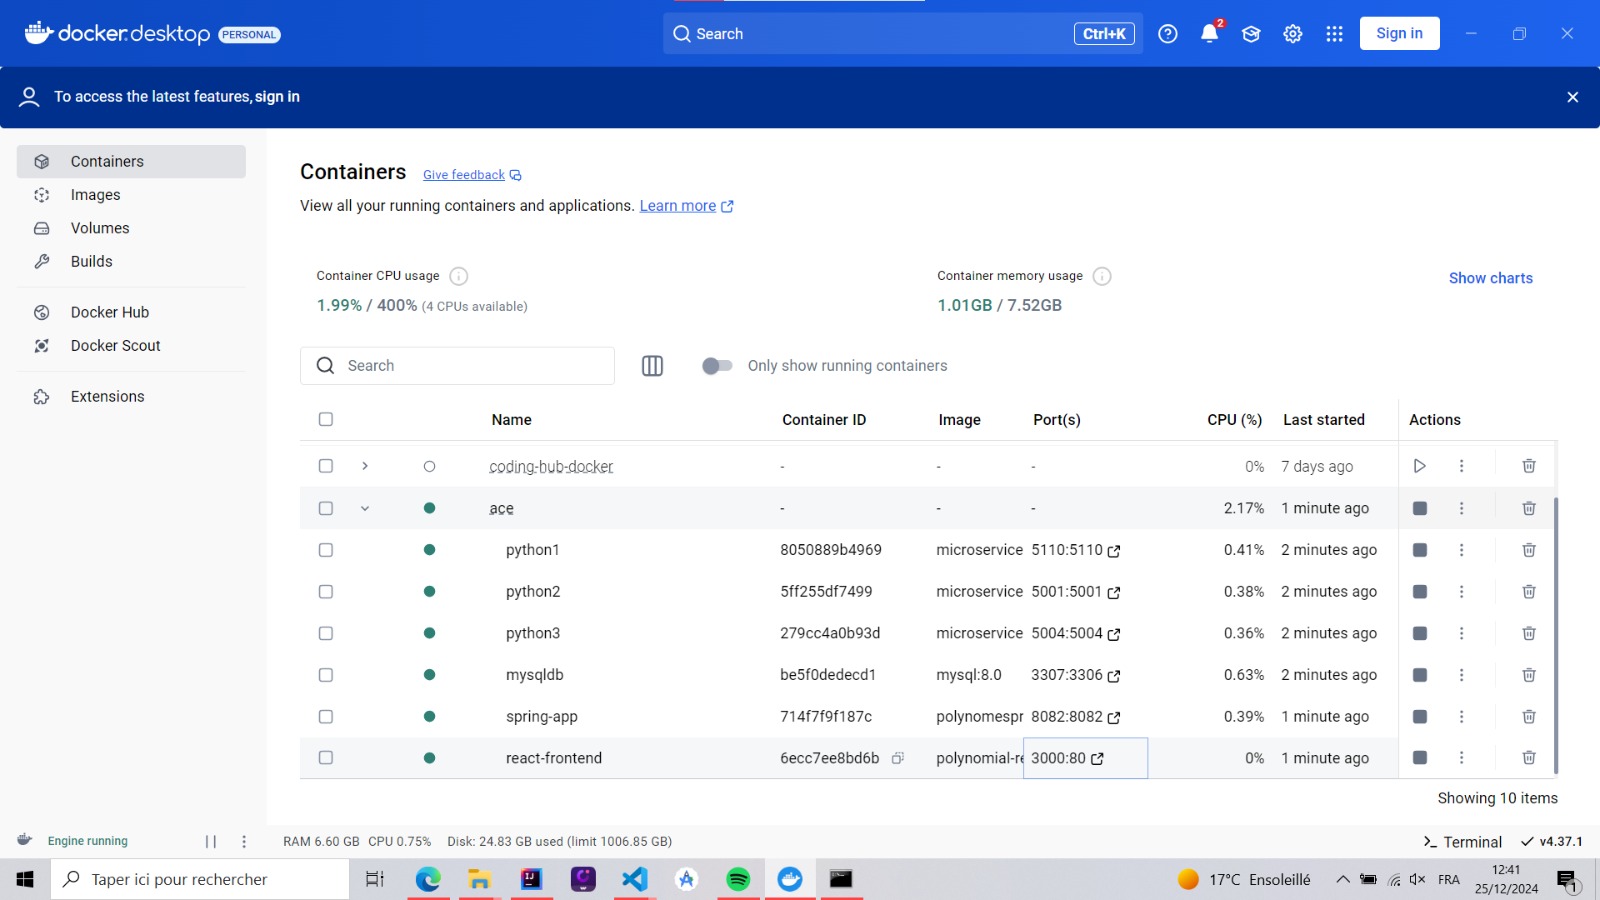 docker.desktop PERSONAL Search Ctrl+K 2 Sign in
To access the latest features, sign in
Containers
Images
Volumes
Builds
Docker Hub
Docker Scout
Extensions
Containers Give feedback
View all your running containers and applications. Learn more
Container CPU usage
1.99% / 400% (4 CPUs available)
Container memory usage
1.01GB / 7.52GB
Show charts
Search Only show running containers
Name Container ID Image Port(s) CPU (%) Last started Actions
coding-hub-docker - - - 0% 7 days ago
ace - - - 2.17% 1 minute ago
python1 8050889b4969 microservice 5110:5110 0.41% 2 minutes ago
python2 5ff255df7499 microservice 5001:5001 0.38% 2 minutes ago
python3 279cc4a0b93d microservice 5004:5004 0.36% 2 minutes ago
mysqldb be5f0dedecd1 mysql:8.0 3307:3306 0.63% 2 minutes ago
spring-app 714f7f9f187c polynomespr 8082:8082 0.39% 1 minute ago
react-frontend 6ecc7ee8bd6b polynomial-re 3000:80 0% 1 minute ago
Showing 10 items
Engine running RAM 6.60 GB CPU 0.75% Disk: 24.83 GB used (limit 1006.85 GB) Terminal v4.37.1
Taper ici pour rechercher 17°C Ensoleillé FRA 12:41
25/12/2024 1